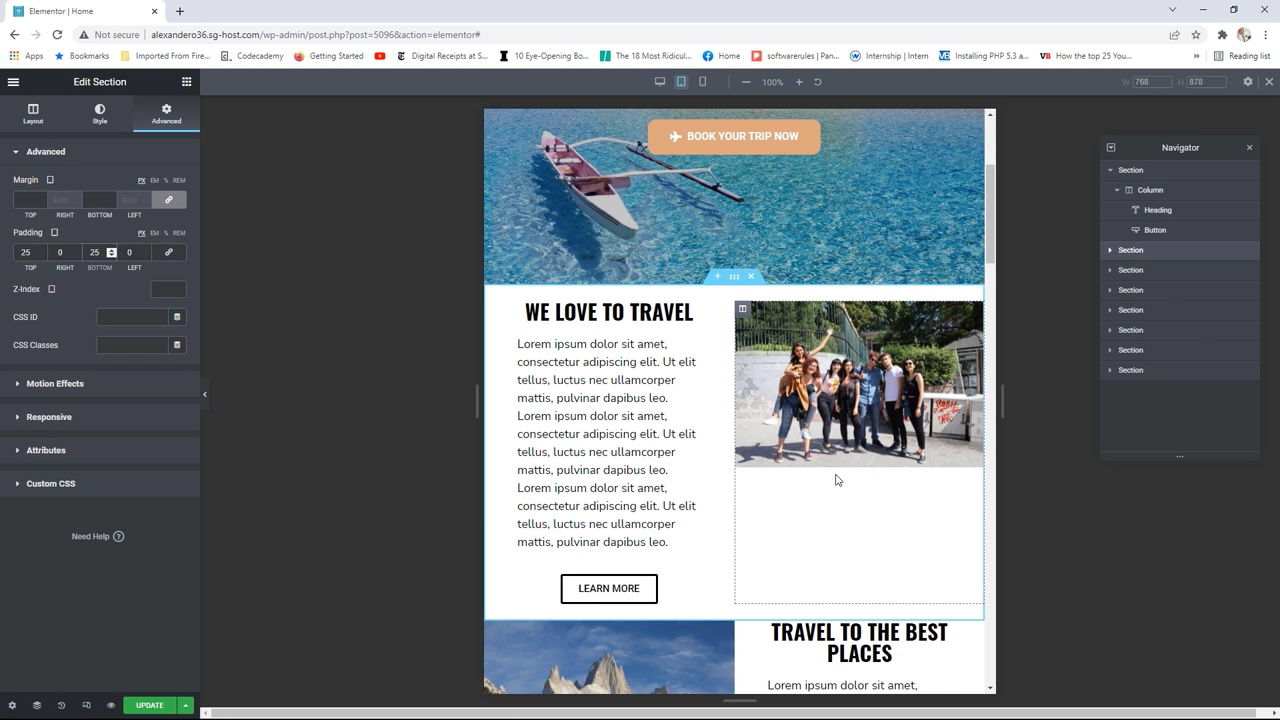 Elementor |
Not secure | alexandero36.sg-host.com/wp-admin/post.php?post=5096&action=elementor#
Apps Bookmarks Imported From Fire... Codecademy Getting Started Digital Receipts at S... 10 Eye-Opening Bo... The 18 Most Ridicul... Home softwarerules | Pan... Internship | Intern Installing PHP 5.3 a... How the top 25 You... » Reading list
Edit Section
100%
W 768 H 878
Layout Style Advanced
Advanced
Margin PX EM % REM
TOP RIGHT BOTTOM LEFT
Padding PX EM % REM
25 0 25 0
TOP RIGHT BOTTOM LEFT
Z-Index
CSS ID
CSS Classes
Motion Effects
Responsive
Attributes
Custom CSS
Need Help ?
UPDATE
BOOK YOUR TRIP NOW
WE LOVE TO TRAVEL
Lorem ipsum dolor sit amet,
consectetur adipiscing elit. Ut elit
tellus, luctus nec ullamcorper
mattis, pulvinar dapibus leo.
Lorem ipsum dolor sit amet,
consectetur adipiscing elit. Ut elit
tellus, luctus nec ullamcorper
mattis, pulvinar dapibus leo.
Lorem ipsum dolor sit amet,
consectetur adipiscing elit. Ut elit
tellus, luctus nec ullamcorper
mattis, pulvinar dapibus leo.
LEARN MORE
TRAVEL TO THE BEST
PLACES
Lorem ipsum dolor sit amet,
Navigator
Section
Column
Heading
Button
Section
Section
Section
Section
Section
Section
Section